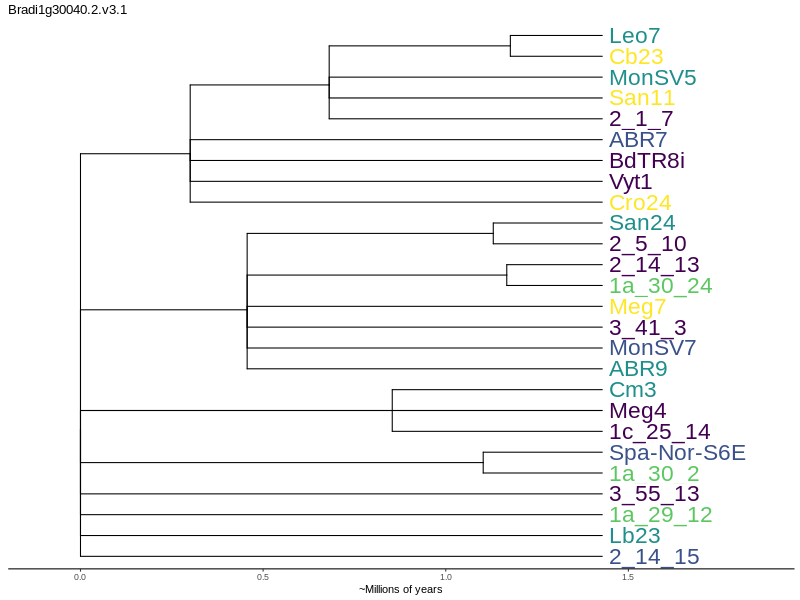 Bradi1g30040.2.v3.1
Leo7
Cb23
MonSV5
San11
2_1_7
ABR7
BdTR8i
Vyt1
Cro24
San24
2_5_10
2_14_13
1a_30_24
Meg7
3_41_3
MonSV7
ABR9
Cm3
Meg4
1c_25_14
Spa-Nor-S6E
1a_30_2
3_55_13
1a_29_12
Lb23
2_14_15
0.0 0.5 1.0 1.5
~Millions of years